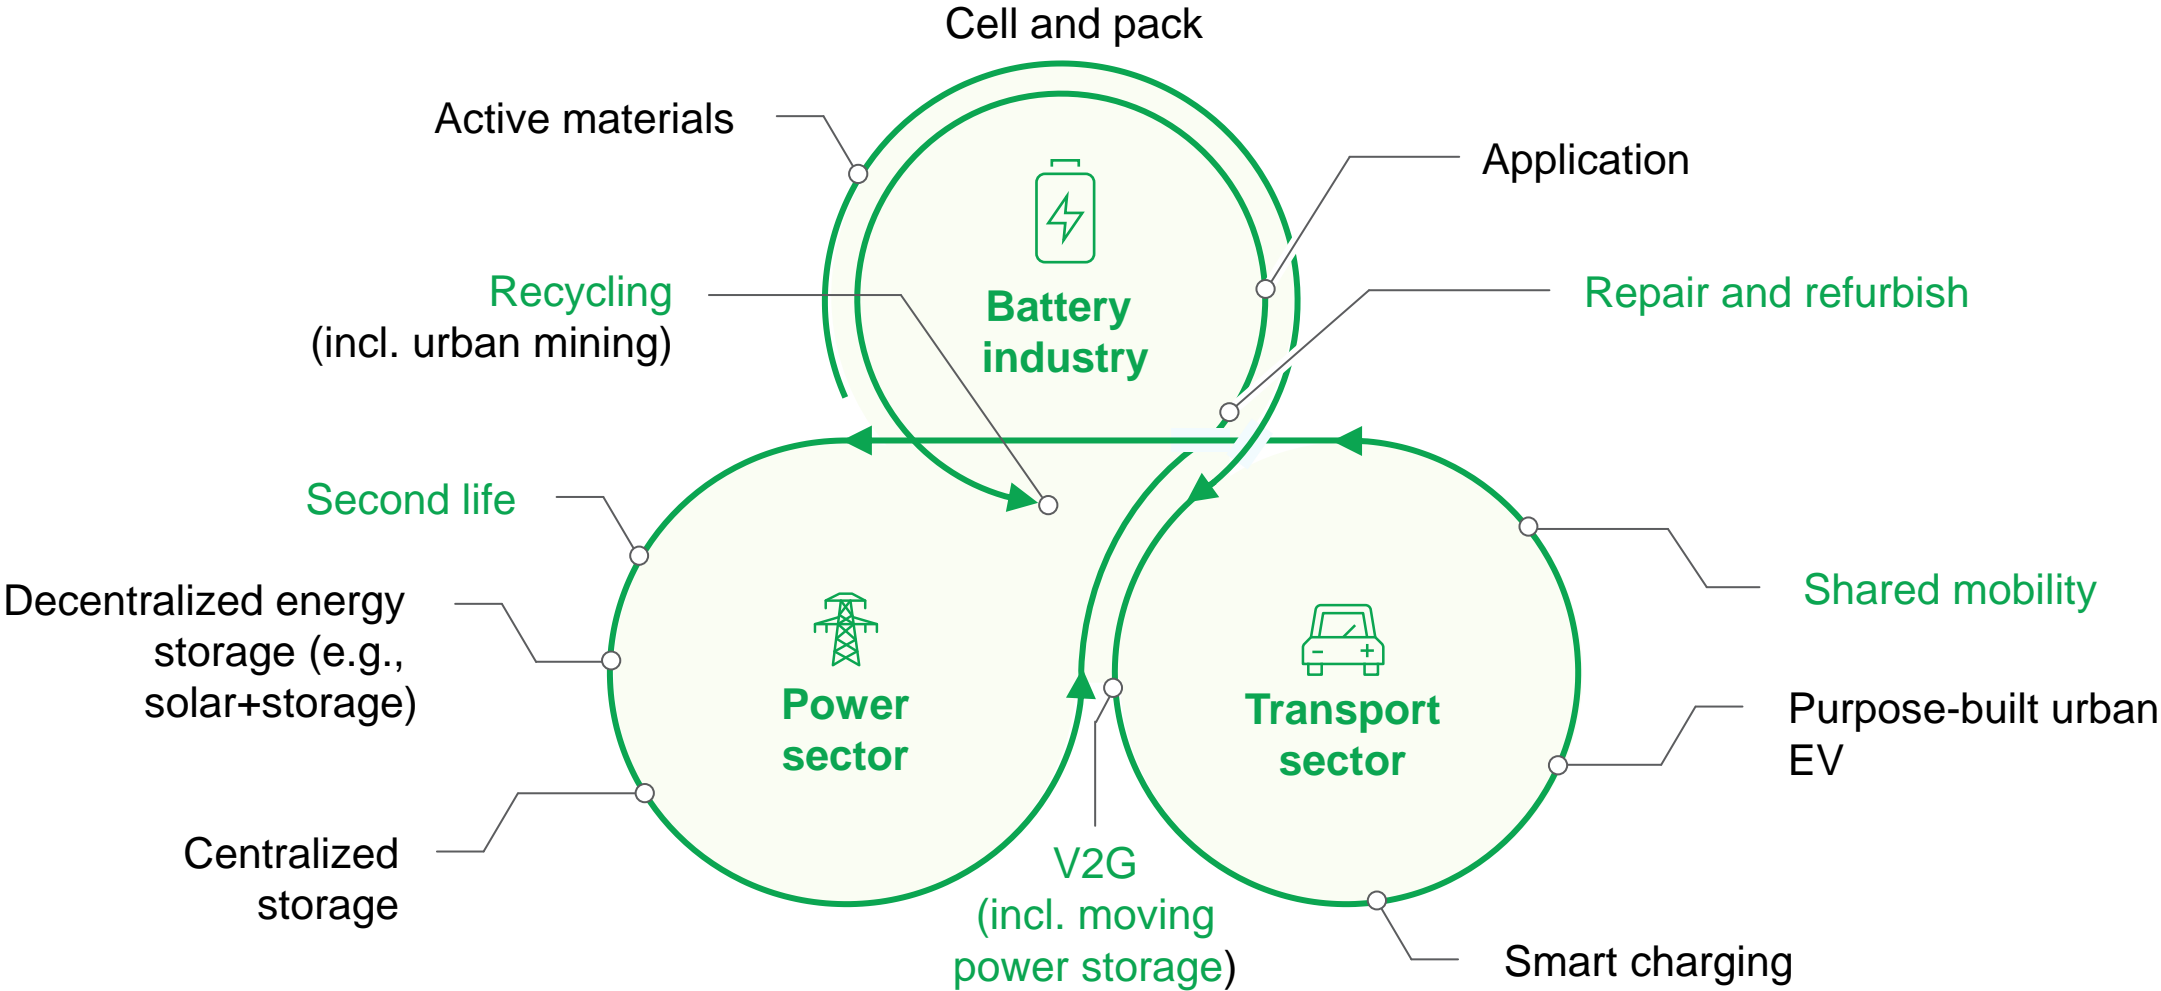 Cell and pack
Active materials
Application
Recycling
(incl. urban mining)
Battery
industry
Repair and refurbish
Second life
Decentralized energy
storage (e.g.,
solar+storage)
Shared mobility
Power
sector
Transport
sector
Purpose-built urban
EV
Centralized
storage
V2G
(incl. moving
power storage)
Smart charging